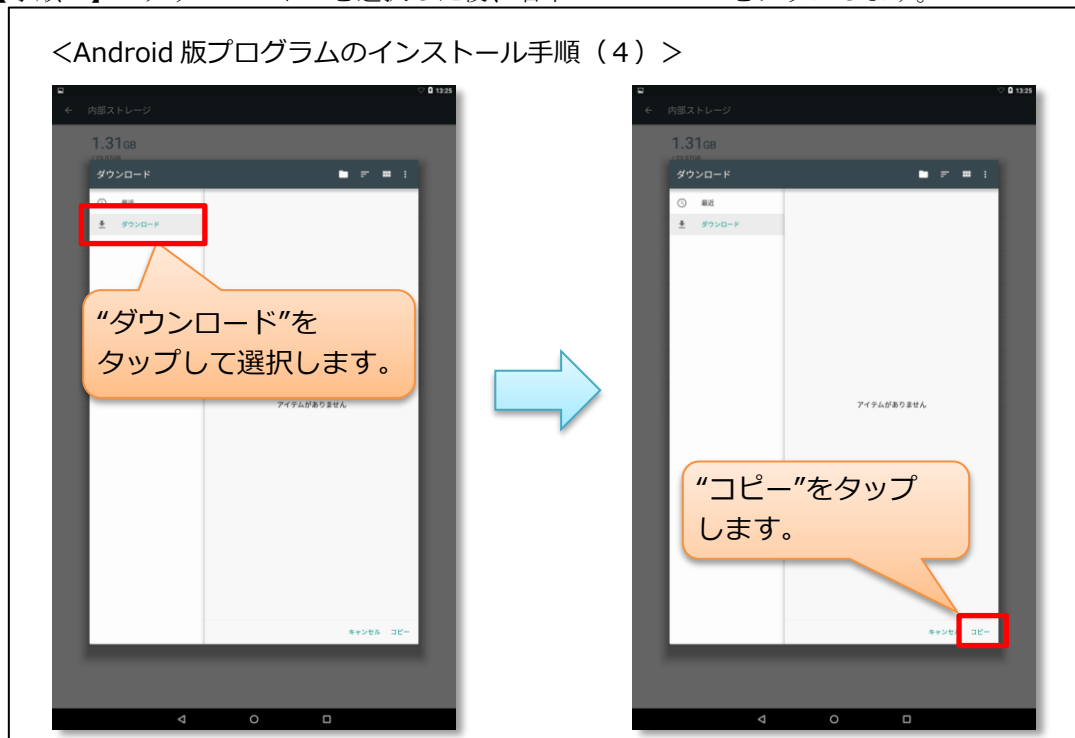 <Android 版プログラムのインストール手順（４）>
13:25
内部ストレージ
1.31GB
ダウンロード
最近
ダウンロード
“ダウンロード”を
タップして選択します。
アイテムがありません
キャンセル コピー
13:25
内部ストレージ
1.31GB
ダウンロード
最近
ダウンロード
アイテムがありません
“コピー”をタップ
します。
コピー